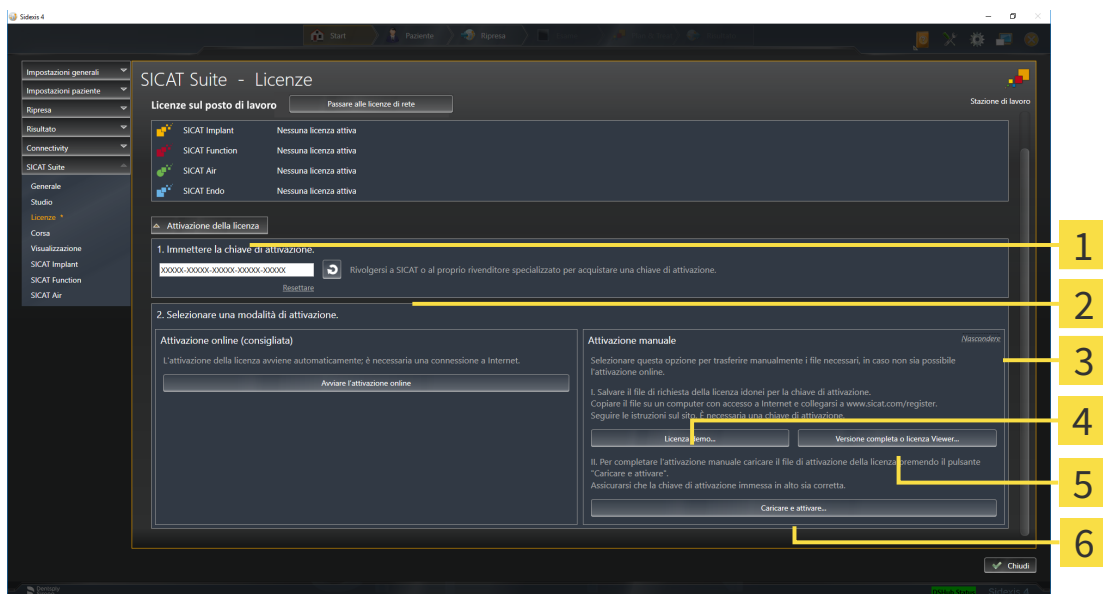 Sidexis 4
Start
Paziente
Ripresa
Impostazioni generali
Impostazioni paziente
Ripresa
Risultato
Connectivity
SICAT Suite
Generale
Studio
Licenze *
Corsa
Visualizzazione
SICAT Implant
SICAT Function
SICAT Air
SICAT Suite - Licenze
Licenze sul posto di lavoro
Passare alle licenze di rete
Stazione di lavoro
SICAT Implant Nessuna licenza attiva
SICAT Function Nessuna licenza attiva
SICAT Air Nessuna licenza attiva
SICAT Endo Nessuna licenza attiva
Attivazione della licenza
1. Immettere la chiave di attivazione.
XXXXX-XXXXX-XXXXX-XXXXX-XXXXX
Rivolgersi a SICAT o al proprio rivenditore specializzato per acquistare una chiave di attivazione.
Resettare
2. Selezionare una modalità di attivazione.
Attivazione online (consigliata)
L'attivazione della licenza avviene automaticamente; è necessaria una connessione a Internet.
Avviare l'attivazione online
Attivazione manuale
Nascondere
Selezionare questa opzione per trasferire manualmente i file necessari, in caso non sia possibile
l'attivazione online.
I. Salvare il file di richiesta della licenza idonei per la chiave di attivazione.
Copiare il file su un computer con accesso a Internet e collegarsi a www.sicat.com/register.
Seguire le istruzioni sul sito. È necessaria una chiave di attivazione.
Licenza demo...
Versione completa o licenza Viewer...
II. Per completare l'attivazione manuale caricare il file di attivazione della licenza premendo il pulsante
"Caricare e attivare".
Assicurarsi che la chiave di attivazione immessa in alto sia corretta.
Caricare e attivare...
Chiudi
Dentsply
Sidexis 4
1
2
3
4
5
6